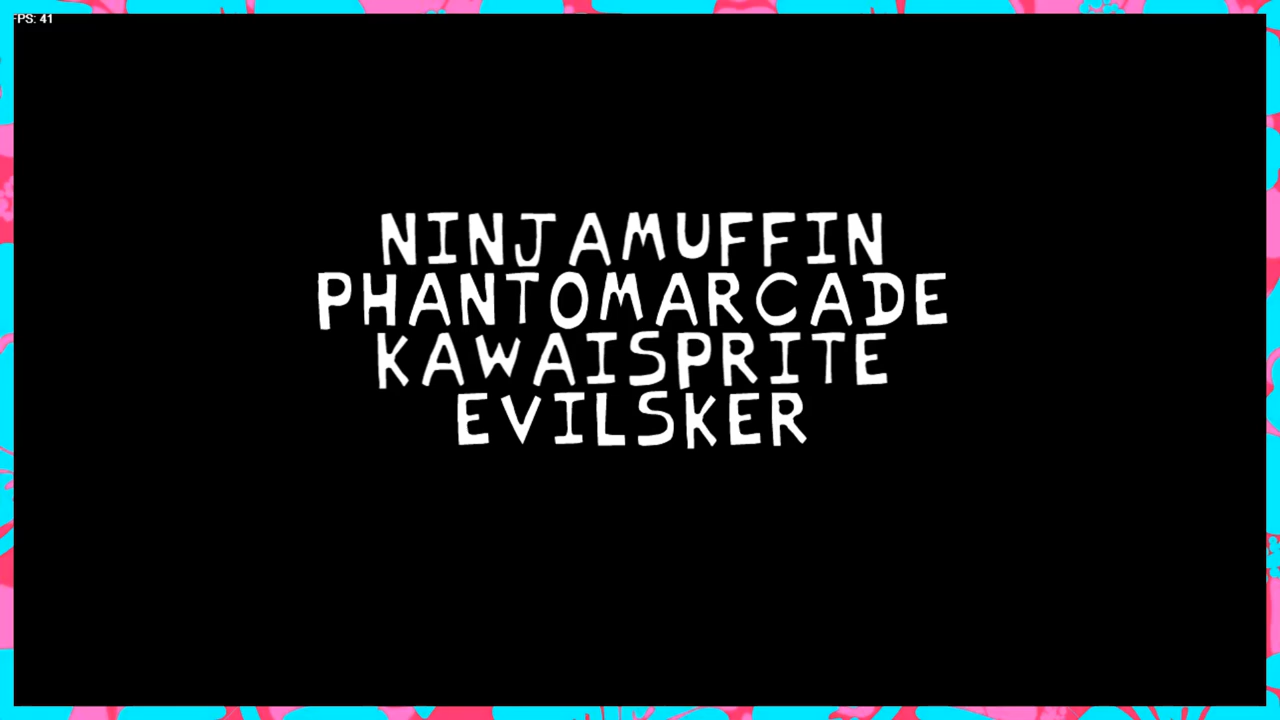 FPS: 41
NINJAMUFFIN
PHANTOMARCADE
KAWAISPRITE
EVILSKER